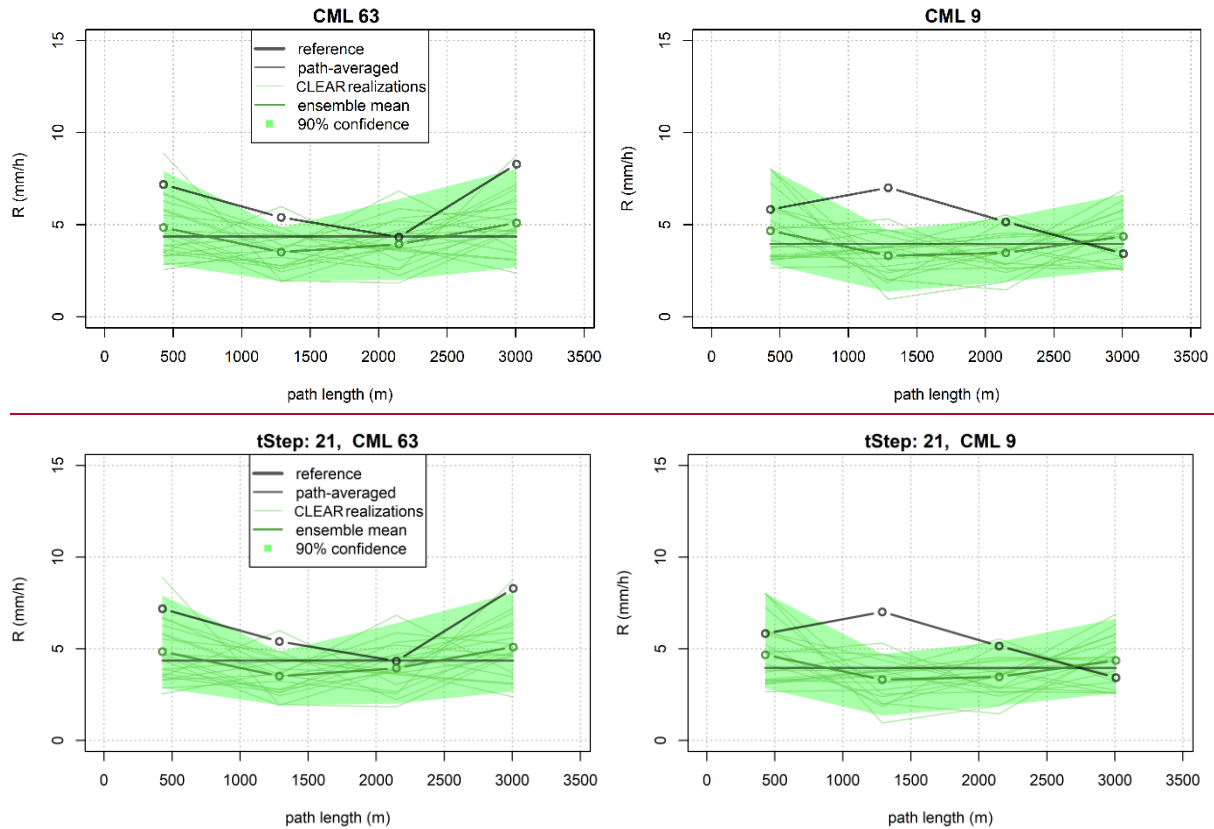 CML 63
15
10
5
0
R (mm/h)
reference
path-averaged
CLEAR realizations
ensemble mean
90% confidence
0 500 1000 1500 2000 2500 3000 3500
path length (m)
CML 9
15
10
5
0
R (mm/h)
0 500 1000 1500 2000 2500 3000 3500
path length (m)
tStep: 21, CML 63
15
10
5
0
R (mm/h)
reference
path-averaged
CLEAR realizations
ensemble mean
90% confidence
0 500 1000 1500 2000 2500 3000 3500
path length (m)
tStep: 21, CML 9
15
10
5
0
R (mm/h)
0 500 1000 1500 2000 2500 3000 3500
path length (m)